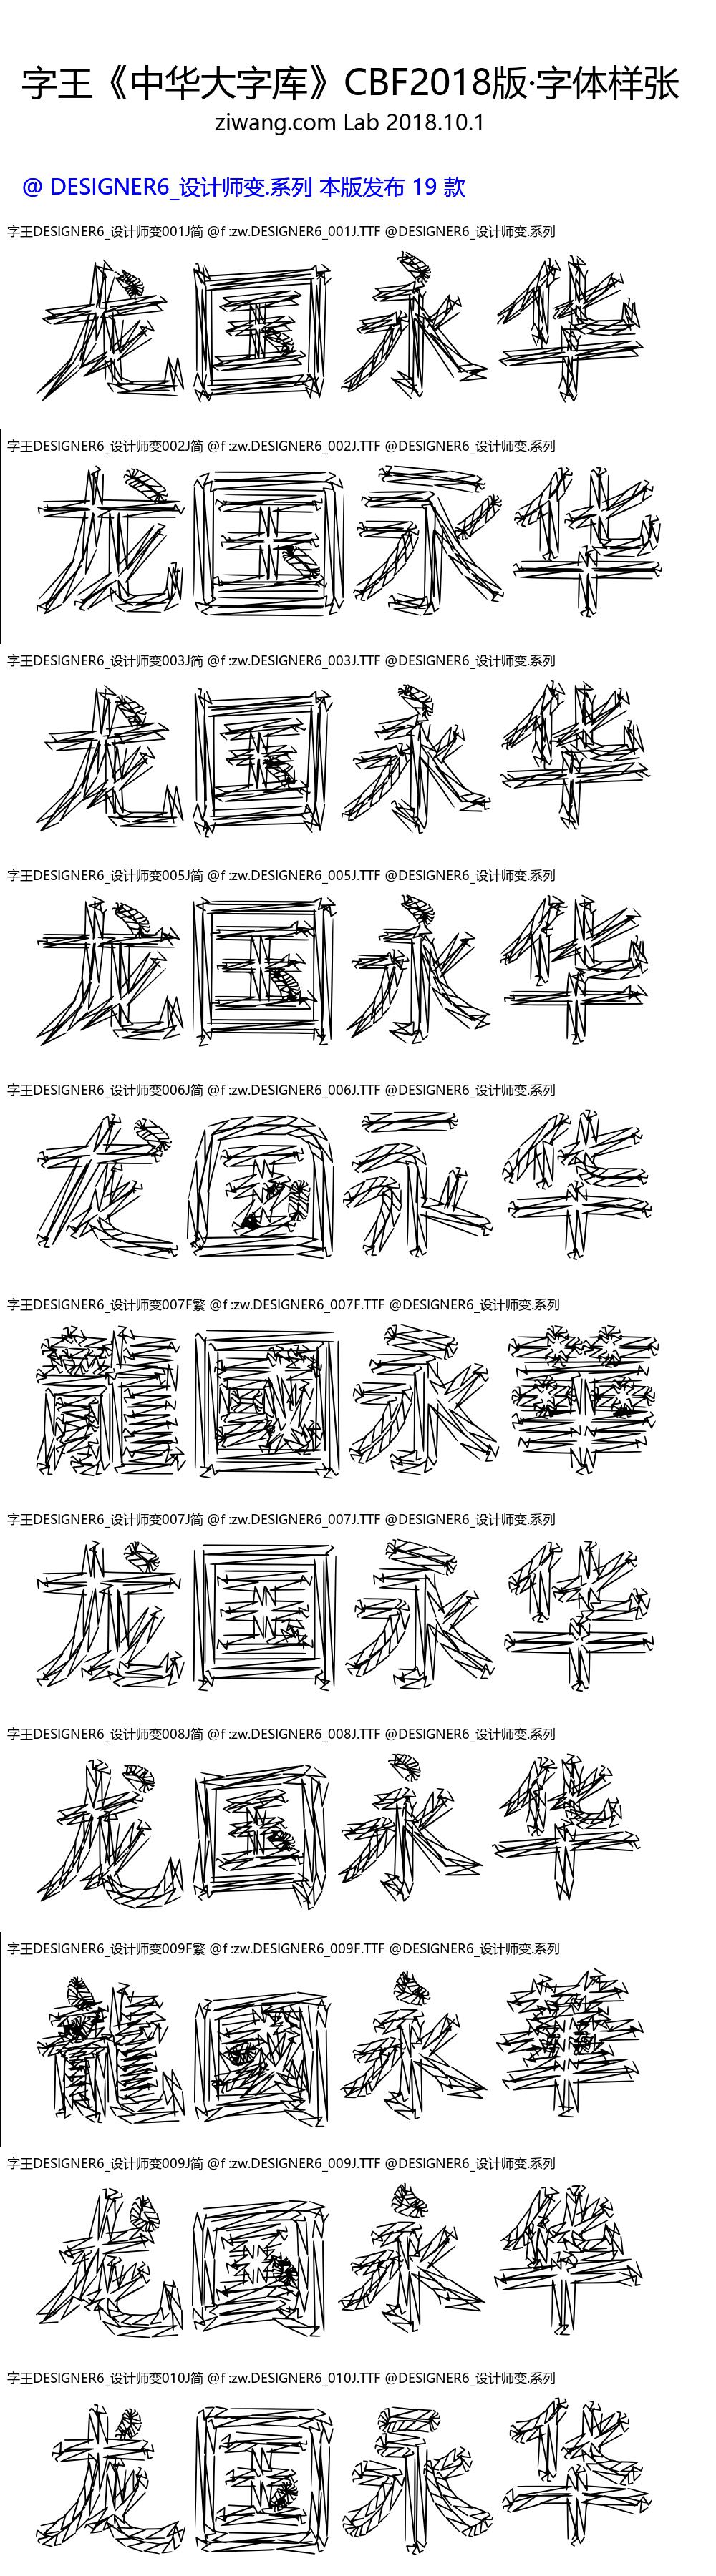 字王《中华大字库》CBF2018版·字体样张
ziwang.com Lab 2018.10.1
@ DESIGNER6_设计师变.系列 本版发布 19 款
字王DESIGNER6_设计师变001J简 @f :zw.DESIGNER6_001J.TTF @DESIGNER6_设计师变.系列
龙国永华
字王DESIGNER6_设计师变002J简 @f :zw.DESIGNER6_002J.TTF @DESIGNER6_设计师变.系列
龙国永华
字王DESIGNER6_设计师变003J简 @f :zw.DESIGNER6_003J.TTF @DESIGNER6_设计师变.系列
龙国永华
字王DESIGNER6_设计师变005J简 @f :zw.DESIGNER6_005J.TTF @DESIGNER6_设计师变.系列
龙国永华
字王DESIGNER6_设计师变006J简 @f :zw.DESIGNER6_006J.TTF @DESIGNER6_设计师变.系列
龙国永华
字王DESIGNER6_设计师变007F繁 @f :zw.DESIGNER6_007F.TTF @DESIGNER6_设计师变.系列
龍國永華
字王DESIGNER6_设计师变007J简 @f :zw.DESIGNER6_007J.TTF @DESIGNER6_设计师变.系列
龙国永华
字王DESIGNER6_设计师变008J简 @f :zw.DESIGNER6_008J.TTF @DESIGNER6_设计师变.系列
龙国永华
字王DESIGNER6_设计师变009F繁 @f :zw.DESIGNER6_009F.TTF @DESIGNER6_设计师变.系列
龍國永華
字王DESIGNER6_设计师变009J简 @f :zw.DESIGNER6_009J.TTF @DESIGNER6_设计师变.系列
龙国永华
字王DESIGNER6_设计师变010J简 @f :zw.DESIGNER6_010J.TTF @DESIGNER6_设计师变.系列
龙国永华